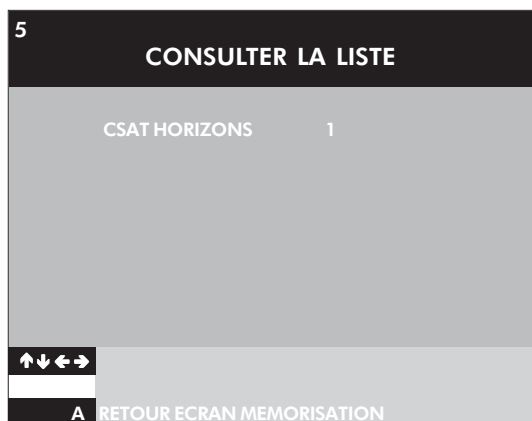 5
CONSULTER LA LISTE
CSAT HORIZONS 1
↑↓←→
A RETOUR ECRAN MEMORISATION